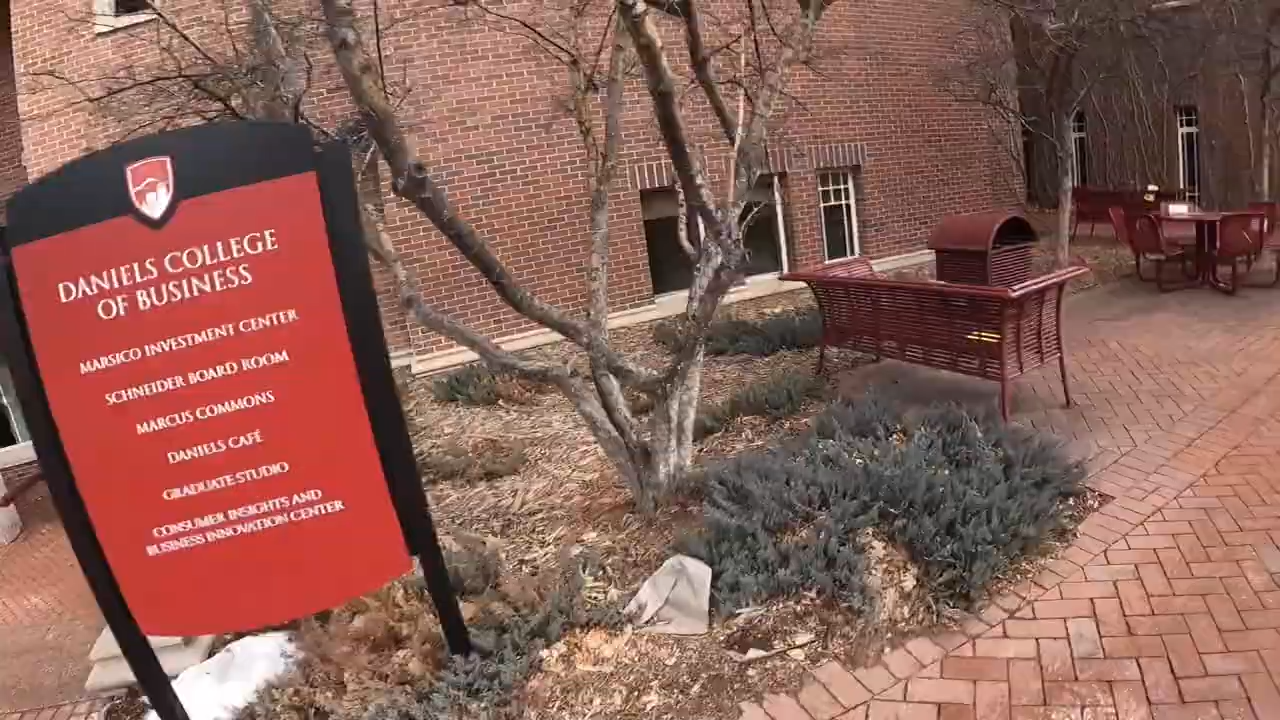 DANIELS COLLEGE
OF BUSINESS
MARSICO INVESTMENT CENTER
SCHNEIDER BOARD ROOM
MARCUS COMMONS
DANIELS CAFÉ
GRADUATE STUDIO
CONSUMER INSIGHTS AND
BUSINESS INNOVATION CENTER